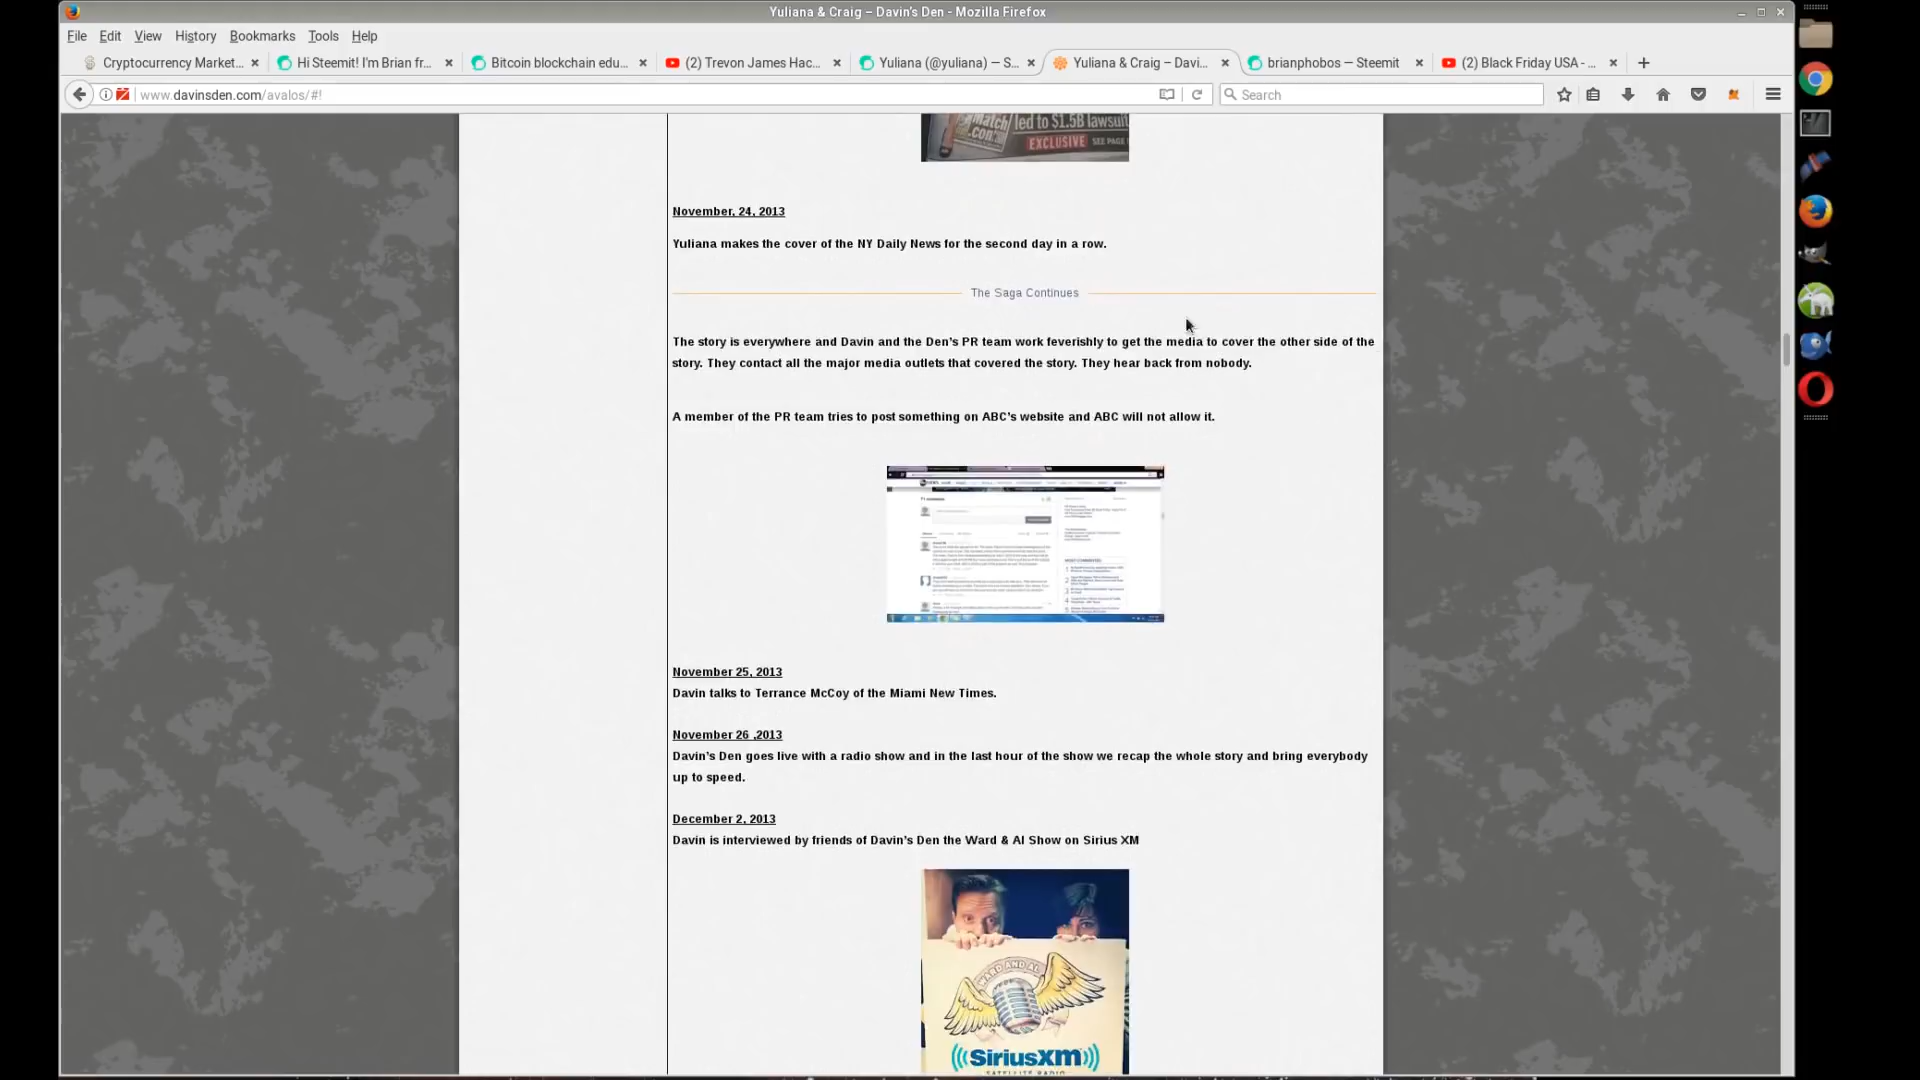 Yuliana & Craig – Davin's Den - Mozilla Firefox
File Edit View History Bookmarks Tools Help
Cryptocurrency Market...
Hi Steemit! I'm Brian fr...
Bitcoin blockchain edu...
(2) Trevon James Hac...
Yuliana (@yuliana) — S...
Yuliana & Craig – Davi...
brianphobos — Steemit
(2) Black Friday USA - ...
www.davinsden.com/avalos/#!
Search
Match
.com
led to $1.5B lawsuit
EXCLUSIVE SEE PAGE
November, 24, 2013
Yuliana makes the cover of the NY Daily News for the second day in a row.
The Saga Continues
The story is everywhere and Davin and the Den's PR team work feverishly to get the media to cover the other side of the
story. They contact all the major media outlets that covered the story. They hear back from nobody.
A member of the PR team tries to post something on ABC's website and ABC will not allow it.
November 25, 2013
Davin talks to Terrance McCoy of the Miami New Times.
November 26 ,2013
Davin's Den goes live with a radio show and in the last hour of the show we recap the whole story and bring everybody
up to speed.
December 2, 2013
Davin is interviewed by friends of Davin's Den the Ward & Al Show on Sirius XM
WARD AND AL
SiriusXM
SATELLITE RADIO